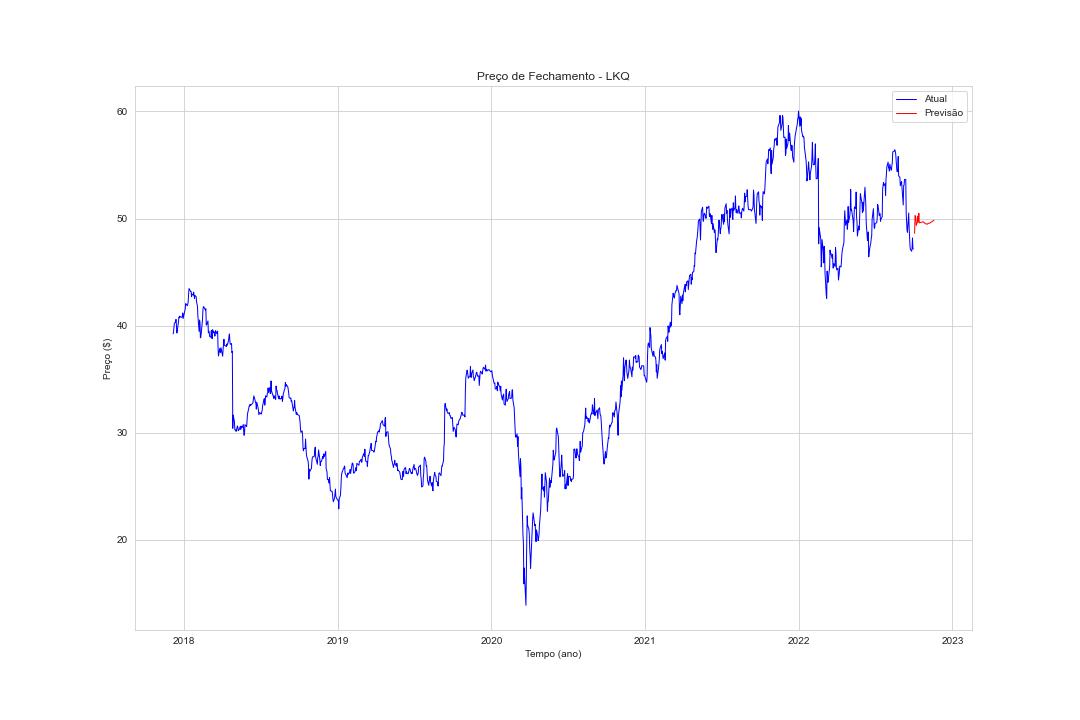 Preço de Fechamento - LKQ
Atual
Previsão
60
50
40
30
20
Preço ($)
2018 2019 2020 2021 2022 2023
Tempo (ano)